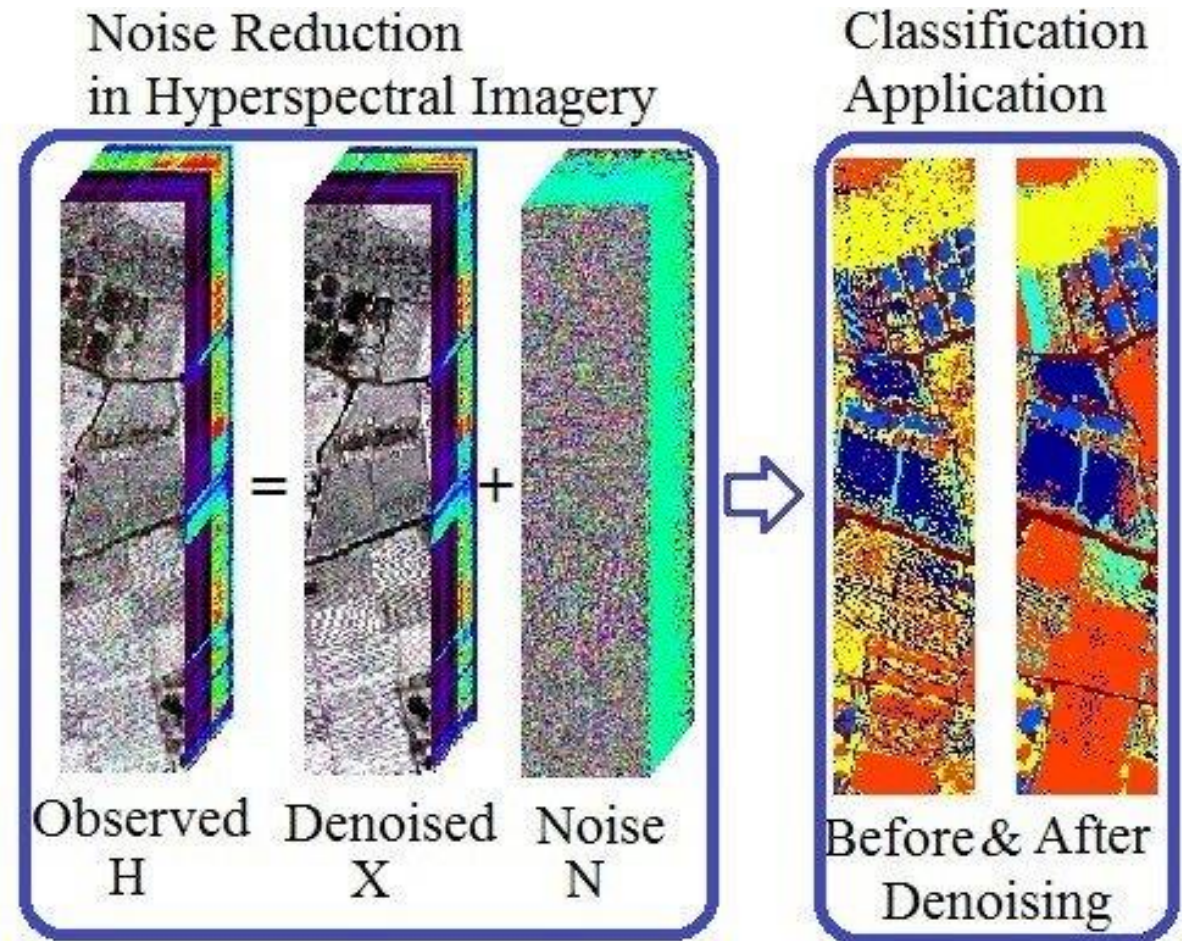 Noise Reduction
in Hyperspectral Imagery
Classification
Application
=
+
Observed
H
Denoised
X
Noise
N
Before & After
Denoising